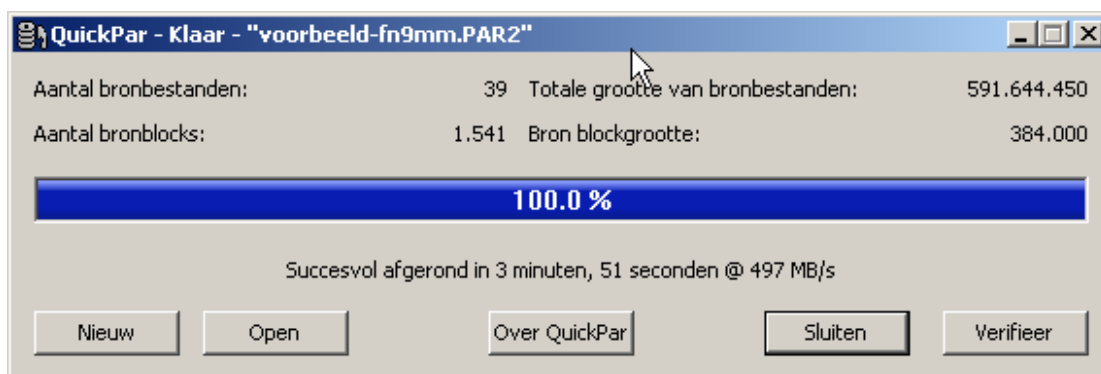 QuickPar - Klaar - "voorbeeld-fn9mm.PAR2"
Aantal bronbestanden: 39 Totale grootte van bronbestanden: 591.644.450
Aantal bronblocks: 1.541 Bron blockgrootte: 384.000
100.0 %
Succesvol afgerond in 3 minuten, 51 seconden @ 497 MB/s
Nieuw Open Over QuickPar Sluiten Verifieer